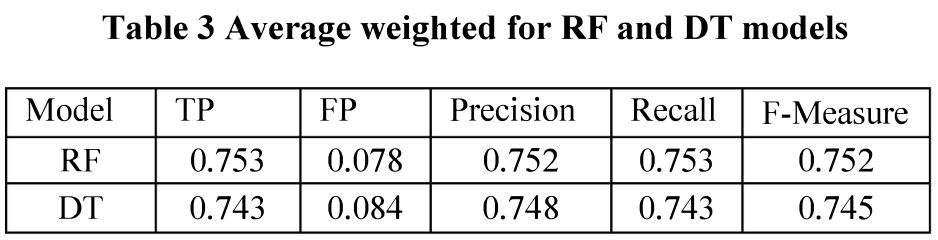 Table 3 Average weighted for RF and DT models
Model TP FP Precision Recall F-Measure
RF 0.753 0.078 0.752 0.753 0.752
DT 0.743 0.084 0.748 0.743 0.745